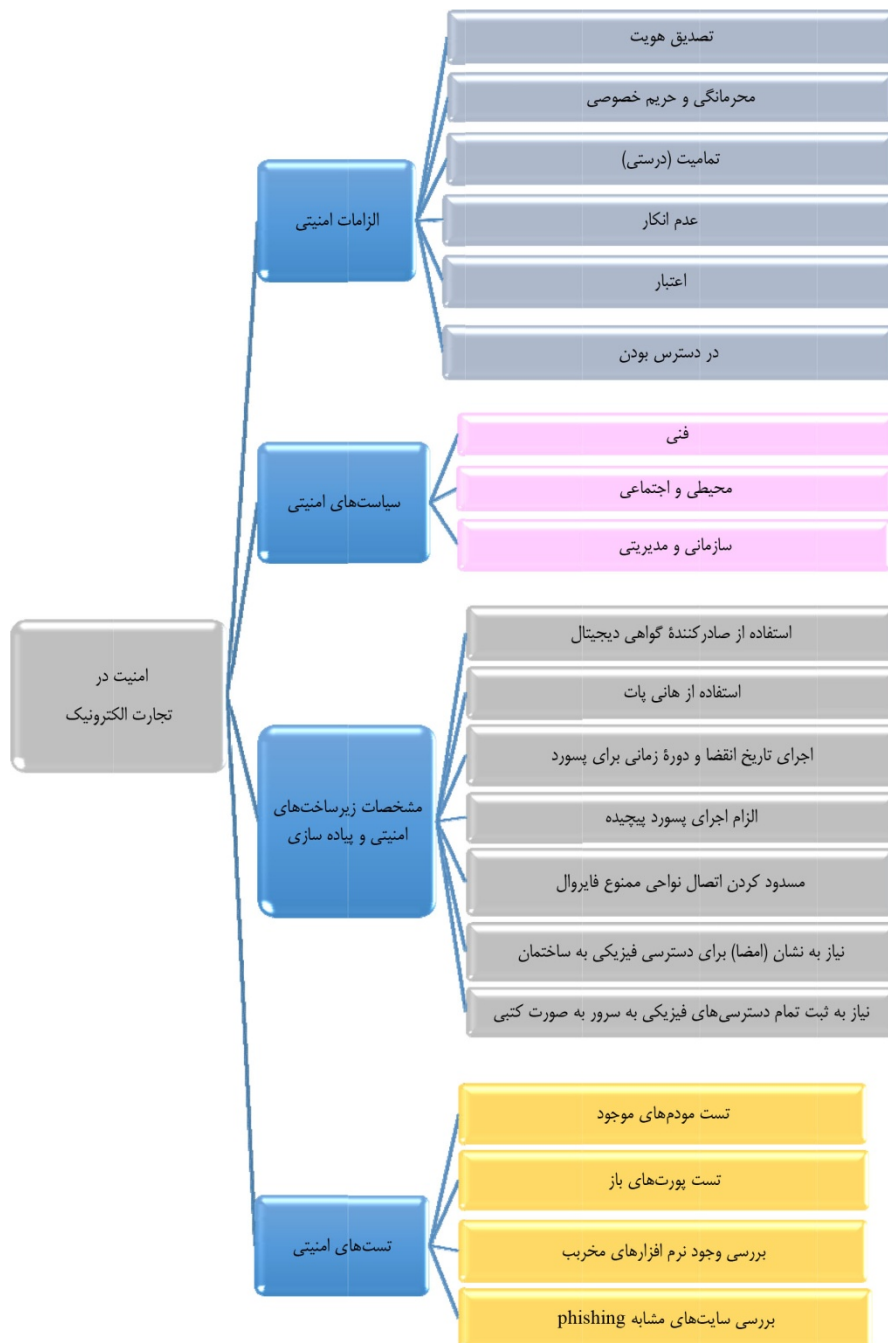 امنیت در
تجارت الکترونیک
الزامات امنیتی
تصدیق هویت
محرمانگی و حریم خصوصی
تمامیت (درستی)
عدم انکار
اعتبار
در دسترس بودن
سیاست‌های امنیتی
فنی
محیطی و اجتماعی
سازمانی و مدیریتی
مشخصات زیرساخت‌های
امنیتی و پیاده سازی
استفاده از صادرکنندۀ گواهی دیجیتال
استفاده از هانی پات
اجرای تاریخ انقضا و دورۀ زمانی برای پسورد
الزام اجرای پسورد پیچیده
مسدود کردن اتصال نواحی ممنوع فایروال
نیاز به نشان (امضا) برای دسترسی فیزیکی به ساختمان
نیاز به ثبت تمام دسترسی‌های فیزیکی به سرور به صورت کتبی
تست‌های امنیتی
تست مودم‌های موجود
تست پورت‌های باز
بررسی وجود نرم افزارهای مخربب
بررسی سایت‌های مشابه phishing